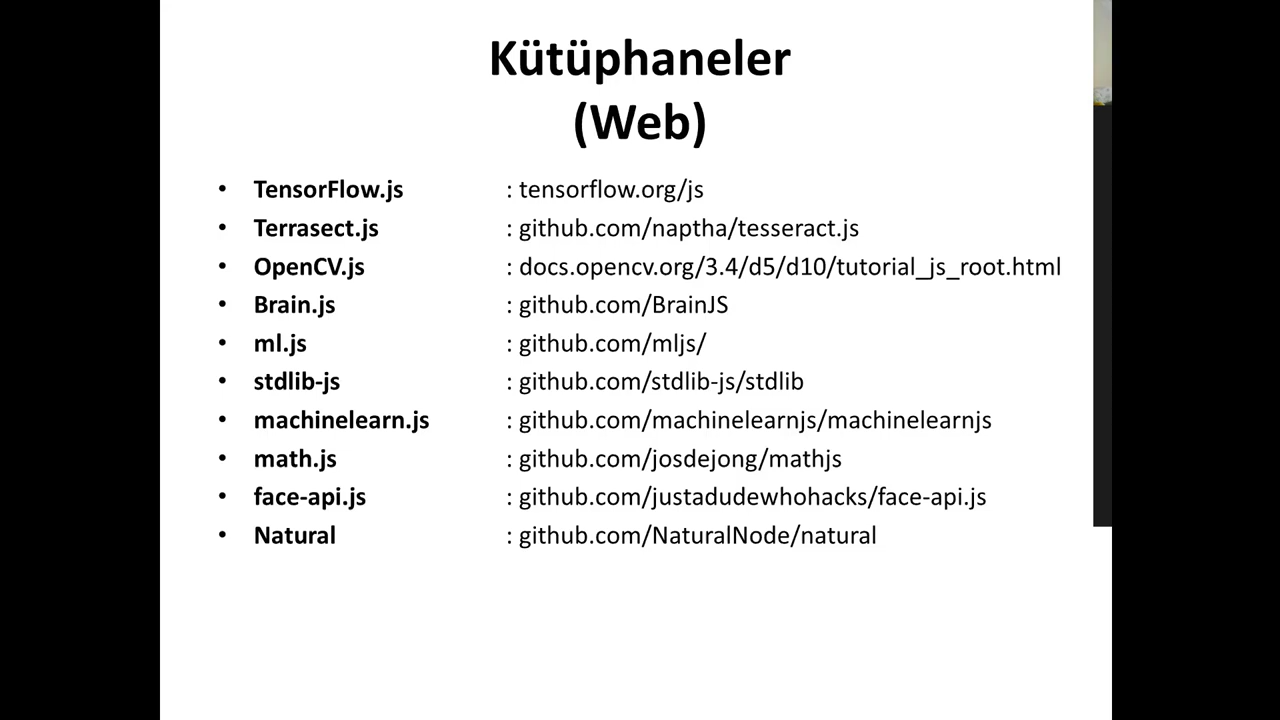 Kütüphaneler
(Web)
• TensorFlow.js : tensorflow.org/js
• Terrasect.js : github.com/naptha/tesseract.js
• OpenCV.js : docs.opencv.org/3.4/d5/d10/tutorial_js_root.html
• Brain.js : github.com/BrainJS
• ml.js : github.com/mljs/
• stdlib-js : github.com/stdlib-js/stdlib
• machinelearn.js : github.com/machinelearnjs/machinelearnjs
• math.js : github.com/josdejong/mathjs
• face-api.js : github.com/justadudewhohacks/face-api.js
• Natural : github.com/NaturalNode/natural